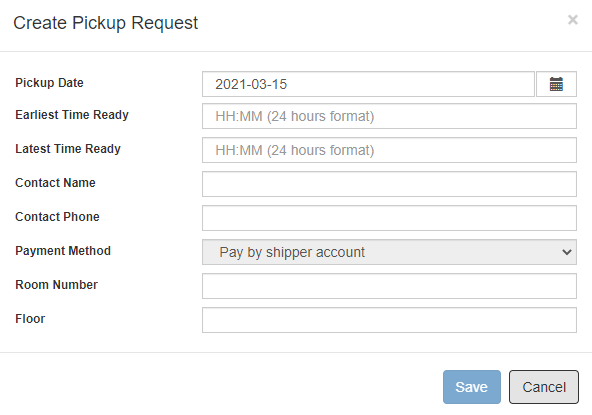 Create Pickup Request ×
Pickup Date 2021-03-15
Earliest Time Ready HH:MM (24 hours format)
Latest Time Ready HH:MM (24 hours format)
Contact Name
Contact Phone
Payment Method Pay by shipper account
Room Number
Floor
Save Cancel